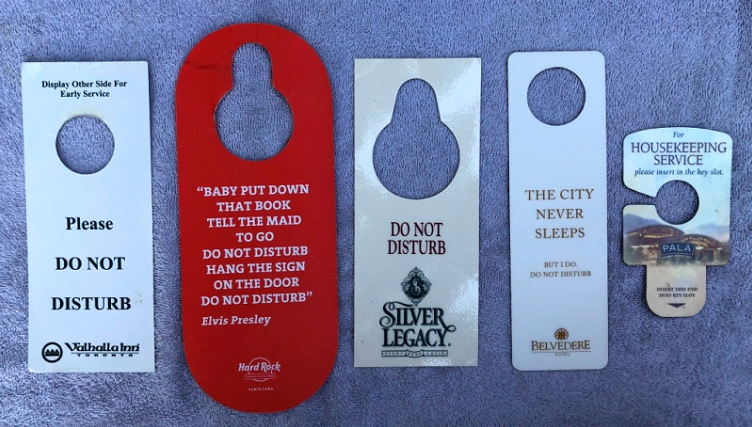 Display Other Side For
Early Service
Please
DO NOT
DISTURB
Valhalla Inn
TORONTO
"BABY PUT DOWN
THAT BOOK
TELL THE MAID
TO GO
DO NOT DISTURB
HANG THE SIGN
ON THE DOOR
DO NOT DISTURB"
Elvis Presley
Hard Rock
DO NOT
DISTURB
SILVER
LEGACY
THE CITY
NEVER
SLEEPS
BUT I DO.
DO NOT DISTURB
BELVEDERE
HOTEL
For
HOUSEKEEPING
SERVICE
please insert in the key slot.
PALA
INSERT THIS END
INTO KEY SLOT